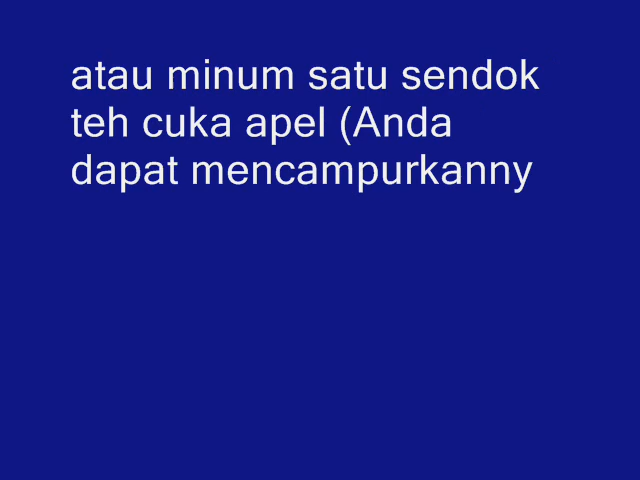 atau minum satu sendok
teh cuka apel (Anda
dapat mencampurkanny